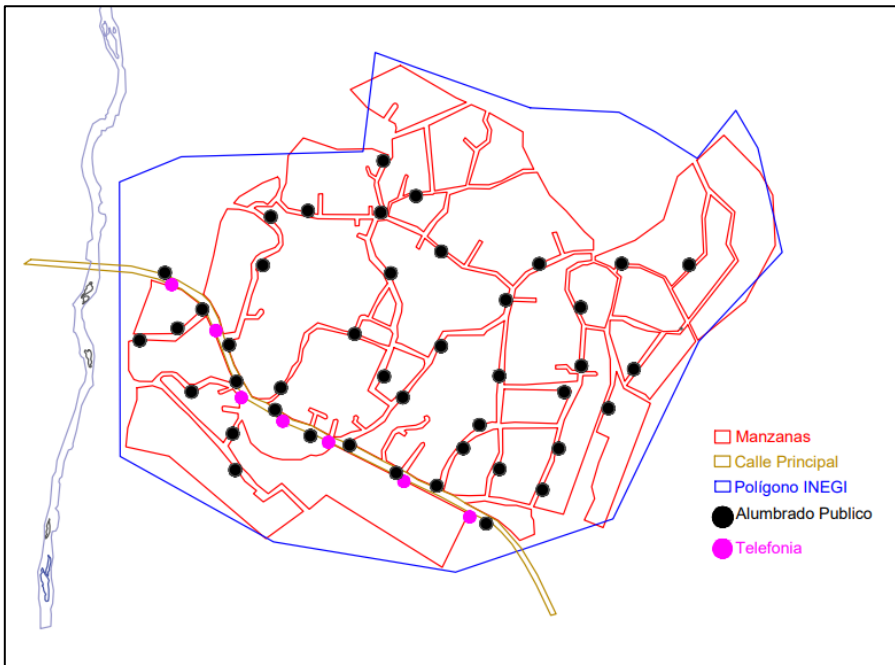 Manzanas
Calle Principal
Polígono INEGI
Alumbrado Publico
Telefonia